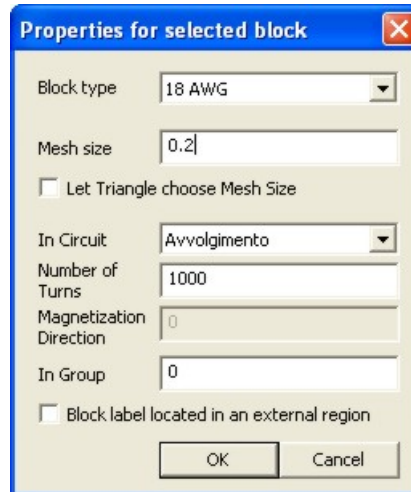 Properties for selected block
Block type 18 AWG
Mesh size 0.2
Let Triangle choose Mesh Size
In Circuit Avvolgimento
Number of
Turns 1000
Magnetization
Direction 0
In Group 0
Block label located in an external region
OK Cancel